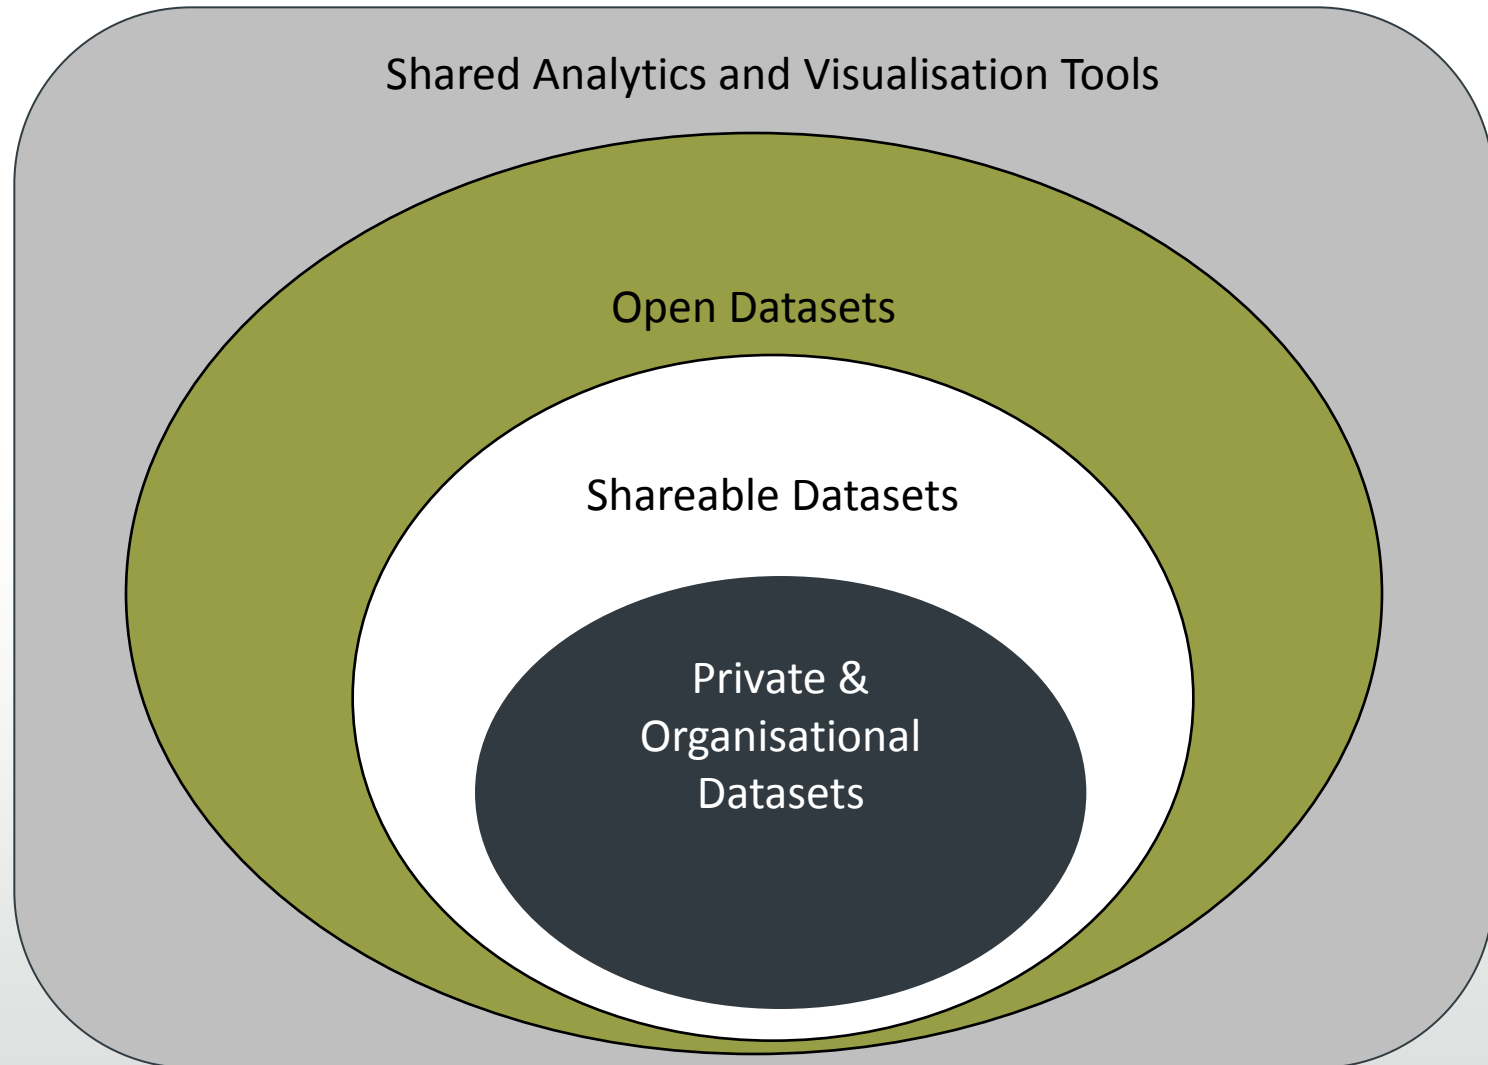 Shared Analytics and Visualisation Tools
Open Datasets
Shareable Datasets
Private &
Organisational
Datasets